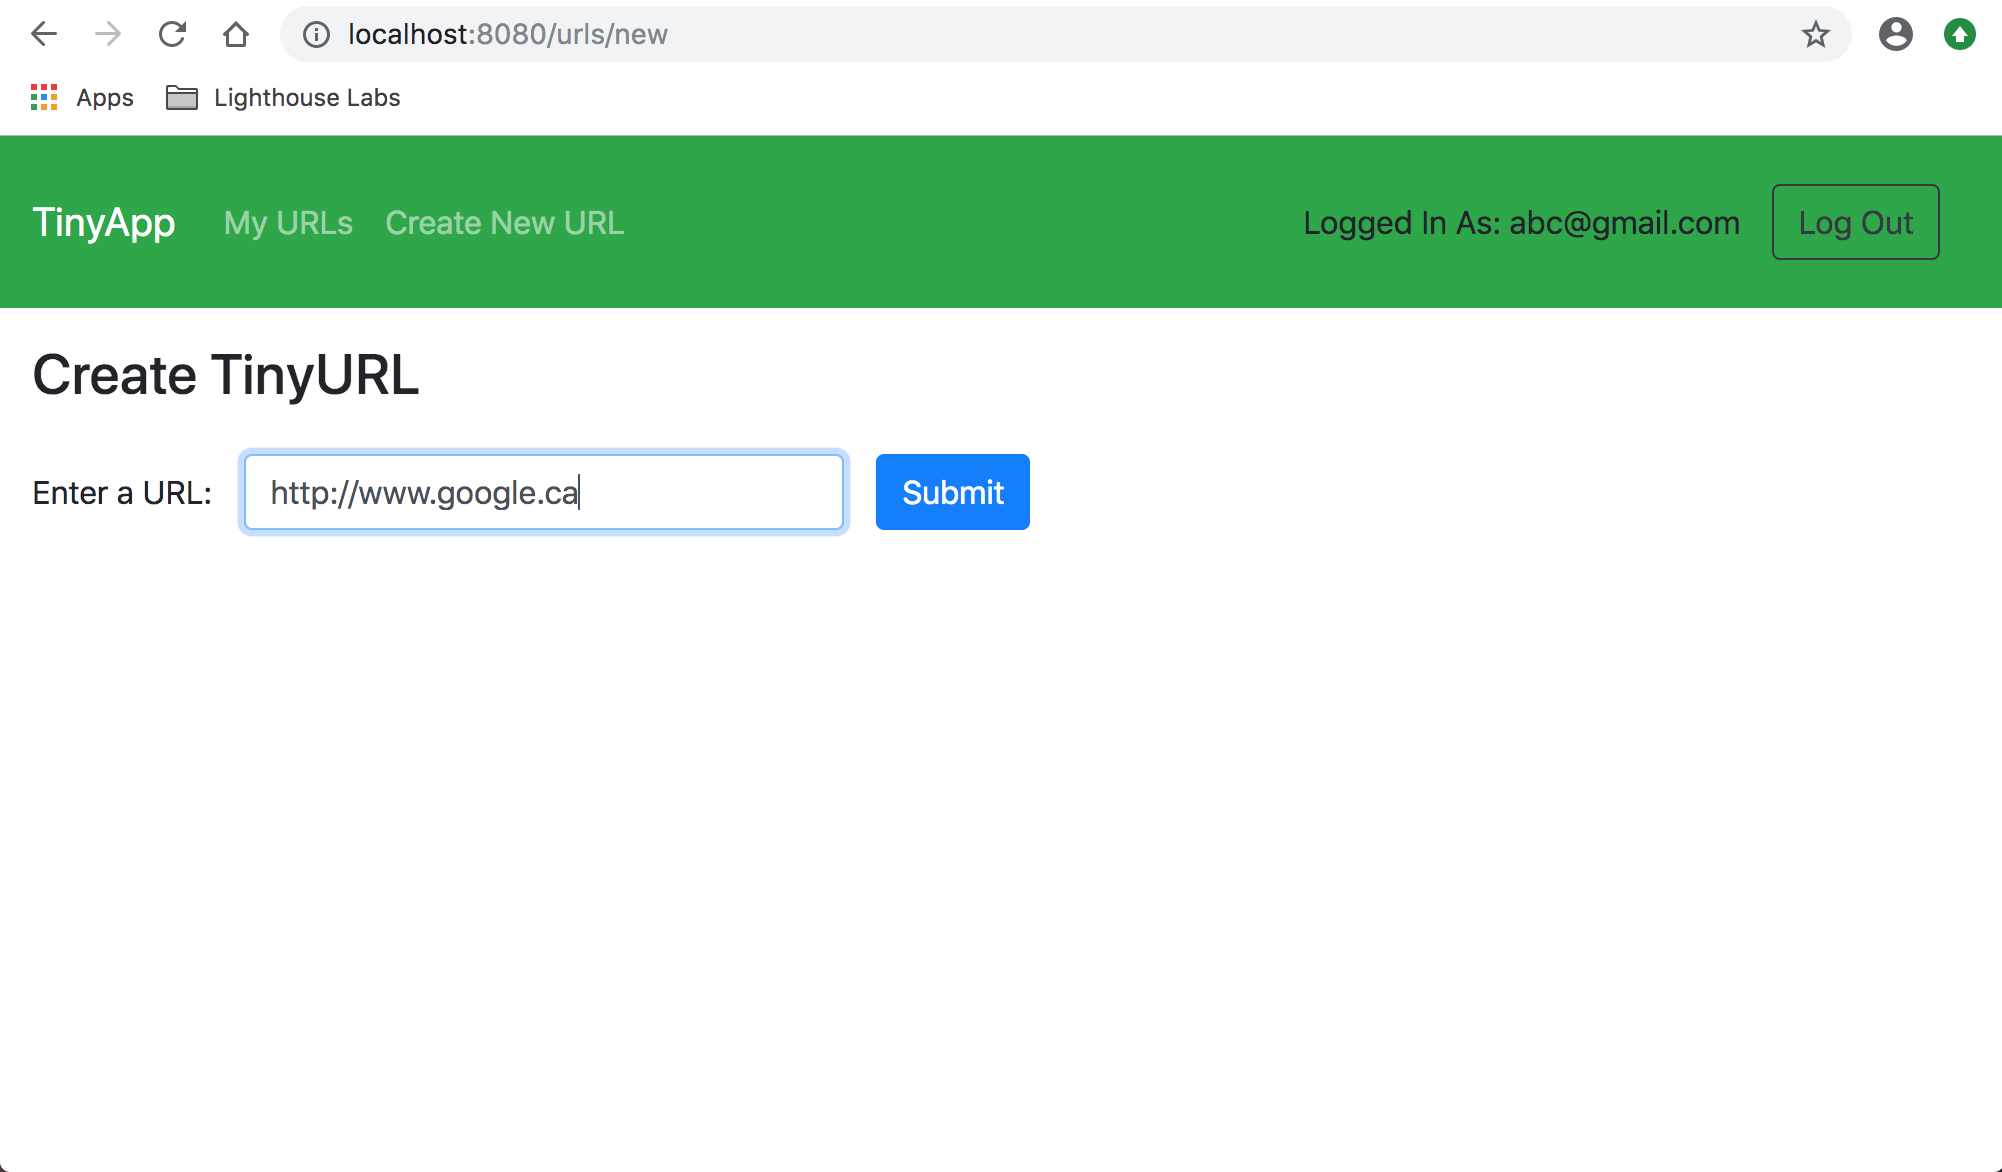 localhost:8080/urls/new
Apps Lighthouse Labs
TinyApp My URLs Create New URL Logged In As: abc@gmail.com Log Out
Create TinyURL
Enter a URL: http://www.google.ca Submit